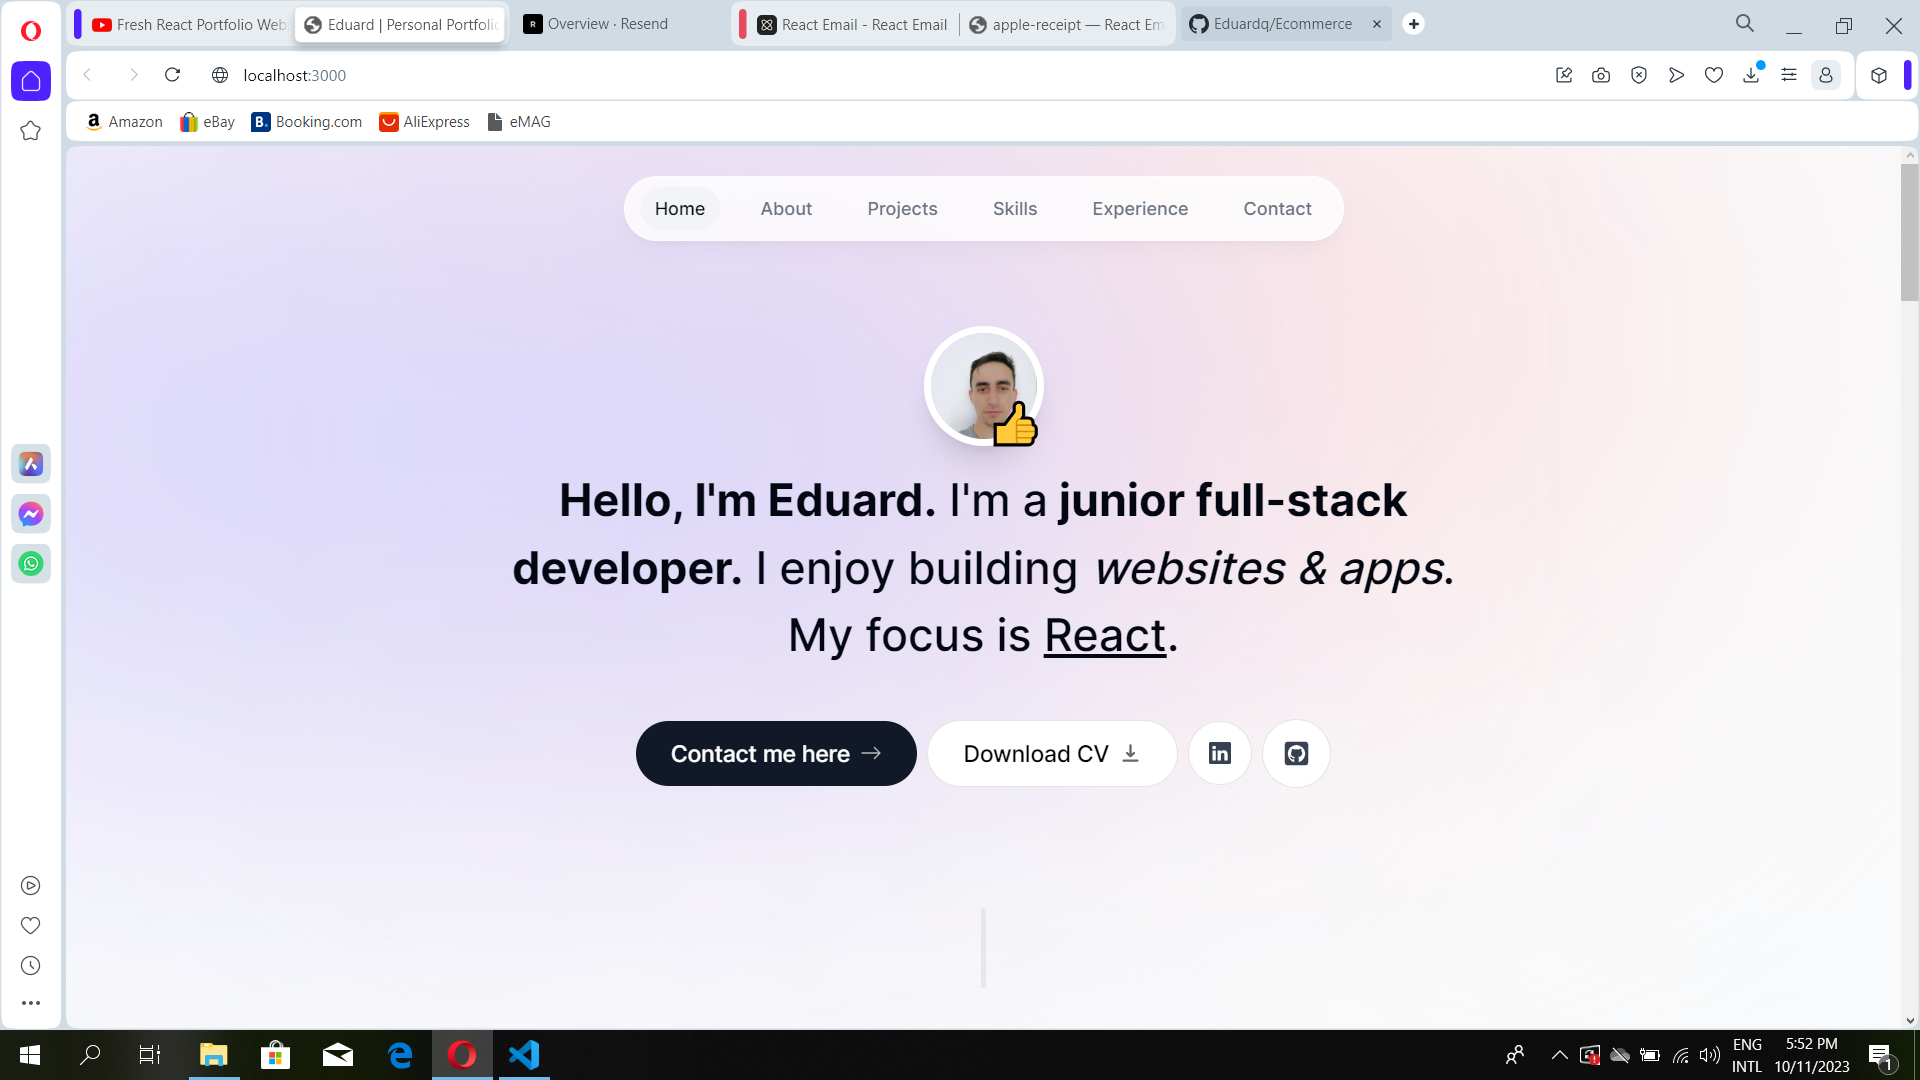 Fresh React Portfolio Web
Eduard | Personal Portfolio
Overview · Resend
React Email - React Email
apple-receipt — React Em
Eduardq/Ecommerce
localhost:3000
Amazon
eBay
Booking.com
AliExpress
eMAG
Home
About
Projects
Skills
Experience
Contact
Hello, I'm Eduard. I'm a junior full-stack
developer. I enjoy building websites & apps.
My focus is React.
Contact me here
Download CV
ENG
INTL
5:52 PM
10/11/2023
1